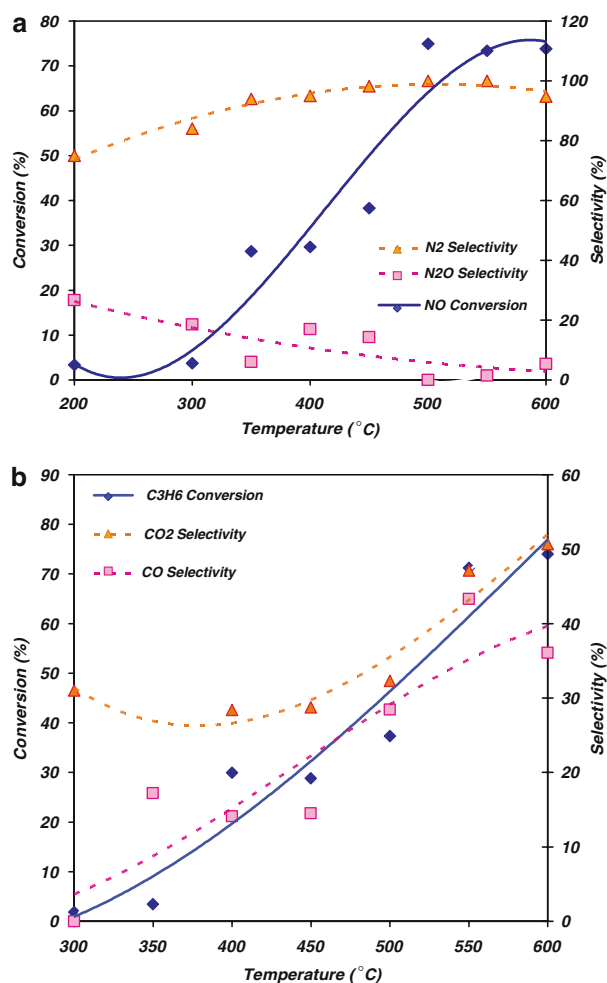 a
80
70
60
50
40
30
20
10
0
Conversion (%)
120
100
80
60
40
20
0
Selectivity (%)
N2 Selectivity
N2O Selectivity
NO Conversion
200 300 400 500 600
Temperature (°C)
b
90
80
70
60
50
40
30
20
10
0
Conversion (%)
60
50
40
30
20
10
0
Selectivity (%)
C3H6 Conversion
CO2 Selectivity
CO Selectivity
300 350 400 450 500 550 600
Temperature (°C)